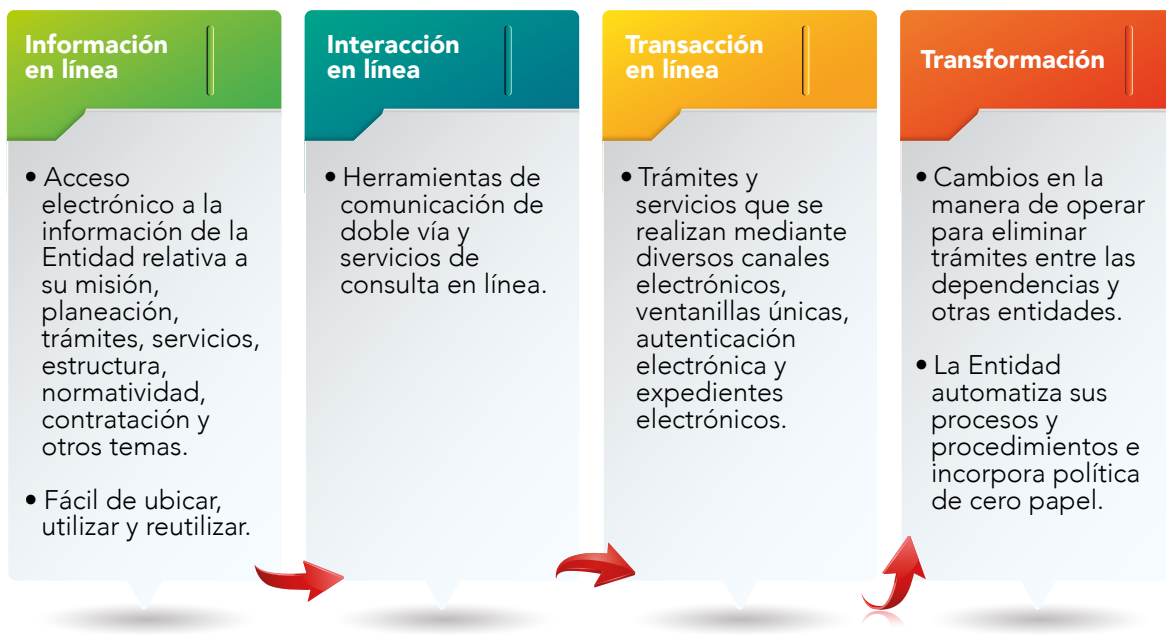 Información
en línea
• Acceso
electrónico a la
información de la
Entidad relativa a
su misión,
planeación,
trámites, servicios,
estructura,
normatividad,
contratación y
otros temas.
• Fácil de ubicar,
utilizar y reutilizar.
Interacción
en línea
• Herramientas de
comunicación de
doble vía y
servicios de
consulta en línea.
Transacción
en línea
• Trámites y
servicios que se
realizan mediante
diversos canales
electrónicos,
ventanillas únicas,
autenticación
electrónica y
expedientes
electrónicos.
Transformación
• Cambios en la
manera de operar
para eliminar
trámites entre las
dependencias y
otras entidades.
• La Entidad
automatiza sus
procesos y
procedimientos e
incorpora política
de cero papel.